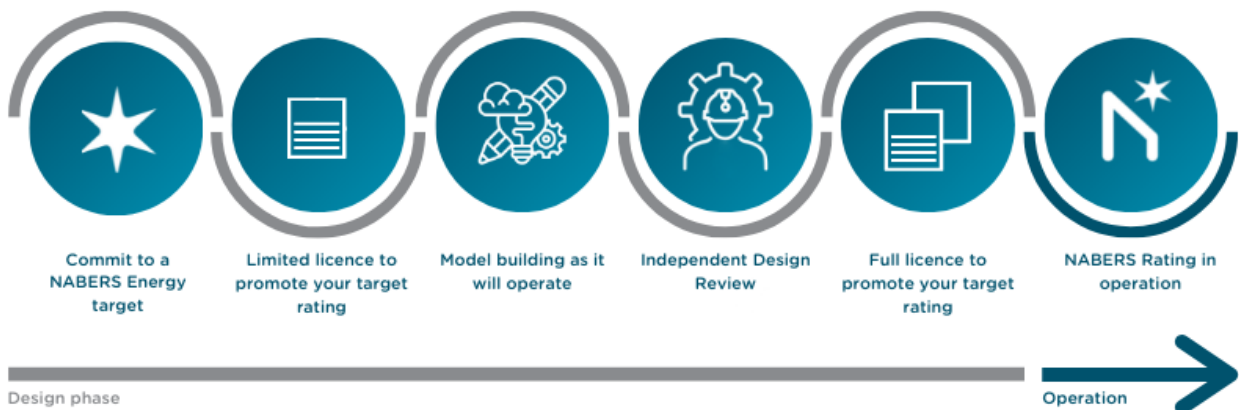 Commit to a
NABERS Energy
target
Limited licence to
promote your target
rating
Model building as it
will operate
Independent Design
Review
Full licence to
promote your target
rating
NABERS Rating in
operation
Design phase
Operation